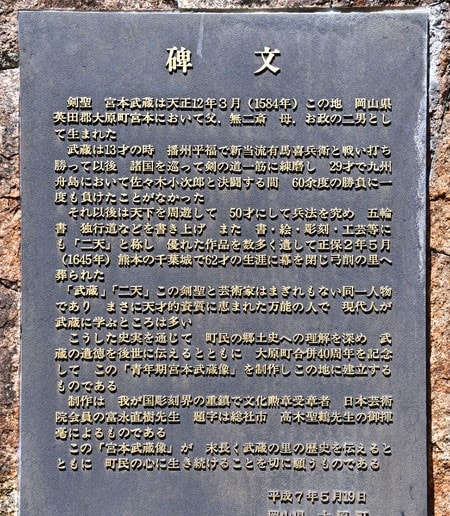 碑文
剣聖 宮本武蔵は天正12年3月（1584年）この地 岡山県
英田郡大原町宮本において父，無二斎 母，お政の二男とし
て生まれた
武蔵は13才の時 播州平福で新当流有馬喜兵衛と戦い打ち
勝って以後 諸国を巡って剣の道一筋に練磨し 29才で九州
舟島において佐々木小次郎と決闘する間 60余度の勝負に一
度も負けたことがなかった
それ以後は天下を周遊して 50才にして兵法を究め 五輪
書 独行道などを書き上げ また 書・絵・彫刻・工芸等に
も「二天」と称し 優れた作品を数多く遺して正保2年5月
（1645年）熊本の千葉城で62才の生涯に幕を閉じ弓削の里へ
葬られた
「武蔵」「二天」この剣聖と芸術家はまぎれもない同一人物
であり まさに天才的資質に恵まれた万能の人で 現代人が
武蔵に学ぶところは多い
こうした史実を通じて 町民の郷土史への理解を深め 武
蔵の遺徳を後世に伝えるとともに 大原町合併40周年を記念
して この「青年期宮本武蔵像」を制作しこの地に建立する
ものである
制作は 我が国彫刻界の重鎮で文化勲章受章者 日本芸術
院会員の富永直樹先生 題字は総社市 高木聖鶴先生の御揮
毫によるものである
この「宮本武蔵像」が 末長く武蔵の里の歴史を伝えると
ともに 町民の心に生き続けることを切に願うものである
平成7年5月19日
岡山県 大原町